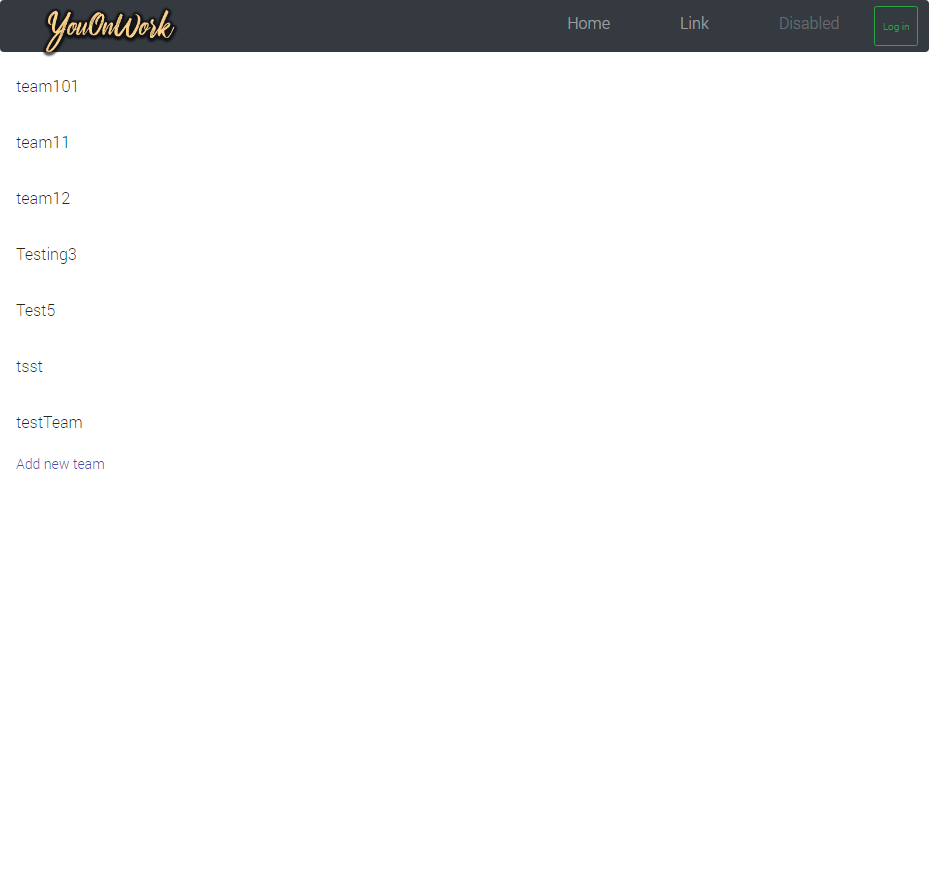 YouOnWork Home Link Disabled Log in
team101
team11
team12
Testing3
Test5
tsst
testTeam
Add new team